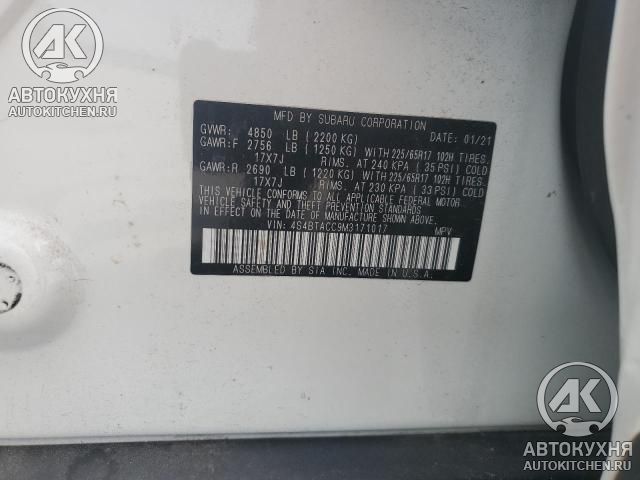 АК
АВТОКУХНЯ
AUTOKITCHEN.RU
MFD BY SUBARU CORPORATION
GVWR: 4850 LB (2200 KG) DATE: 01/21
GAWR:F 2756 LB (1250 KG) WITH 225/65R17 102H TIRES,
17X7J RIMS, AT 240 KPA (35 PSI) COLD
GAWR:R 2690 LB (1220 KG) WITH 225/65R17 102H TIRES,
17X7J RIMS, AT 230 KPA (33 PSI) COLD
THIS VEHICLE CONFORMS TO ALL APPLICABLE FEDERAL MOTOR
VEHICLE SAFETY AND THEFT PREVENTION STANDARDS
IN EFFECT ON THE DATE OF MANUFACTURE SHOWN ABOVE.
VIN: 4S4BTACC9M3171017 MPV
ASSEMBLED BY SIA INC. MADE IN U.S.A.
АК
АВТОКУХНЯ
AUTOKITCHEN.RU